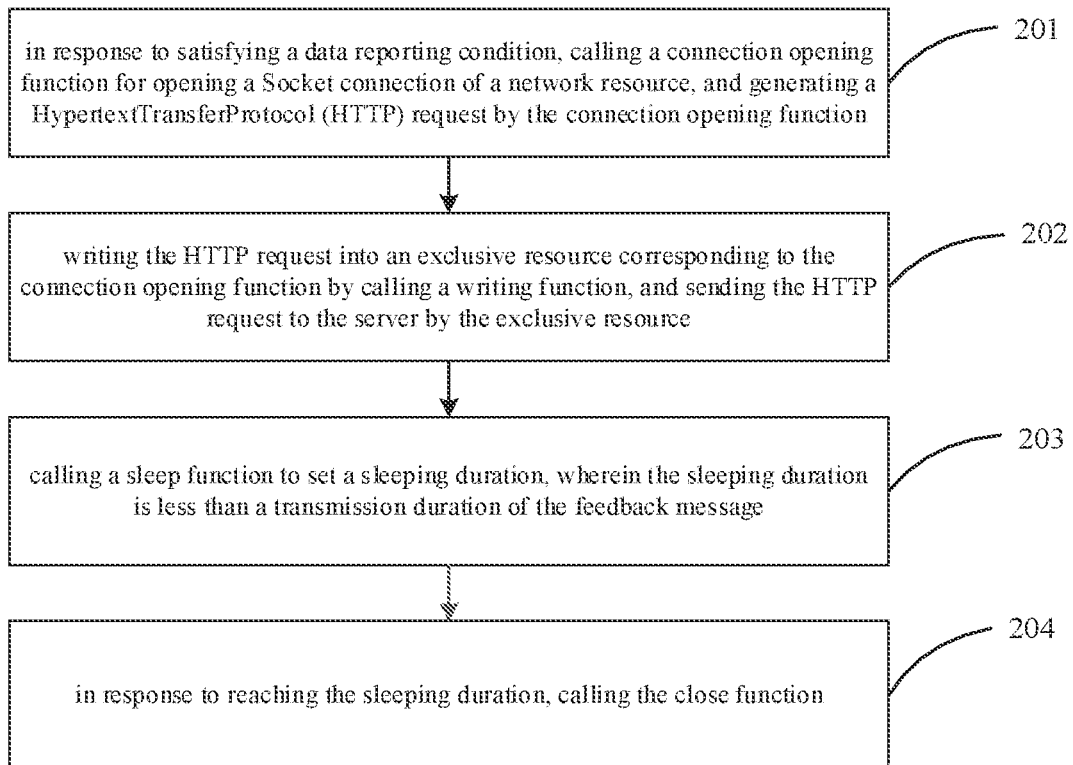 201
in response to satisfying a data reporting condition, calling a connection opening
function for opening a Socket connection of a network resource, and generating a
HypertextTransferProtocol (HTTP) request by the connection opening function
202
writing the HTTP request into an exclusive resource corresponding to the
connection opening function by calling a writing function, and sending the HTTP
request to the server by the exclusive resource
203
calling a sleep function to set a sleeping duration, wherein the sleeping duration
is less than a transmission duration of the feedback message
204
in response to reaching the sleeping duration, calling the close function